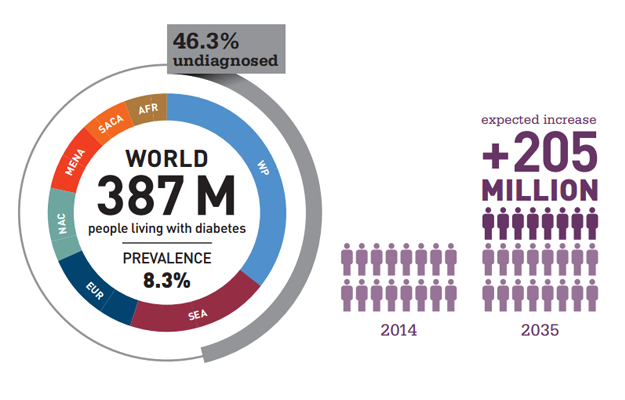 46.3%
undiagnosed
AFR
SACA
MENA
NAC
EUR
SEA
WP
WORLD
387 M
people living with diabetes
PREVALENCE
8.3%
expected increase
+205
MILLION
2014
2035